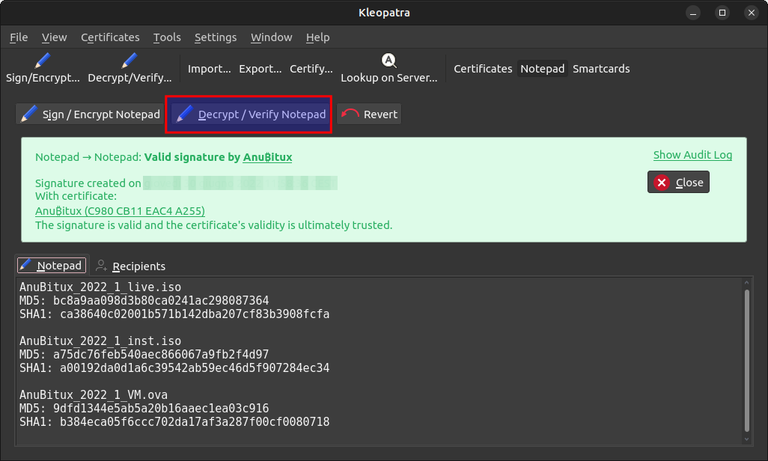 Kleopatra
File View Certificates Tools Settings Window Help
Sign/Encrypt... Decrypt/Verify... Import... Export... Certify... Lookup on Server... Certificates Notepad Smartcards
Sign / Encrypt Notepad Decrypt / Verify Notepad Revert
Notepad → Notepad: Valid signature by Anu₿itux
Show Audit Log
Signature created on
Close
With certificate:
Anu₿itux (C980 CB11 EAC4 A255)
The signature is valid and the certificate's validity is ultimately trusted.
Notepad Recipients
AnuBitux_2022_1_live.iso
MD5: bc8a9aa098d3b80ca0241ac298087364
SHA1: ca38640c02001b571b142dba207cf83b3908fcfa
AnuBitux_2022_1_inst.iso
MD5: a75dc76feb540aec866067a9fb2f4d97
SHA1: a00192da0d1a6c39542ab59ec46d5f907284ec34
AnuBitux_2022_1_VM.ova
MD5: 9dfd1344e5ab5a20b16aaec1ea03c916
SHA1: b384eca05f6ccc702da17af3a287f00cf0080718